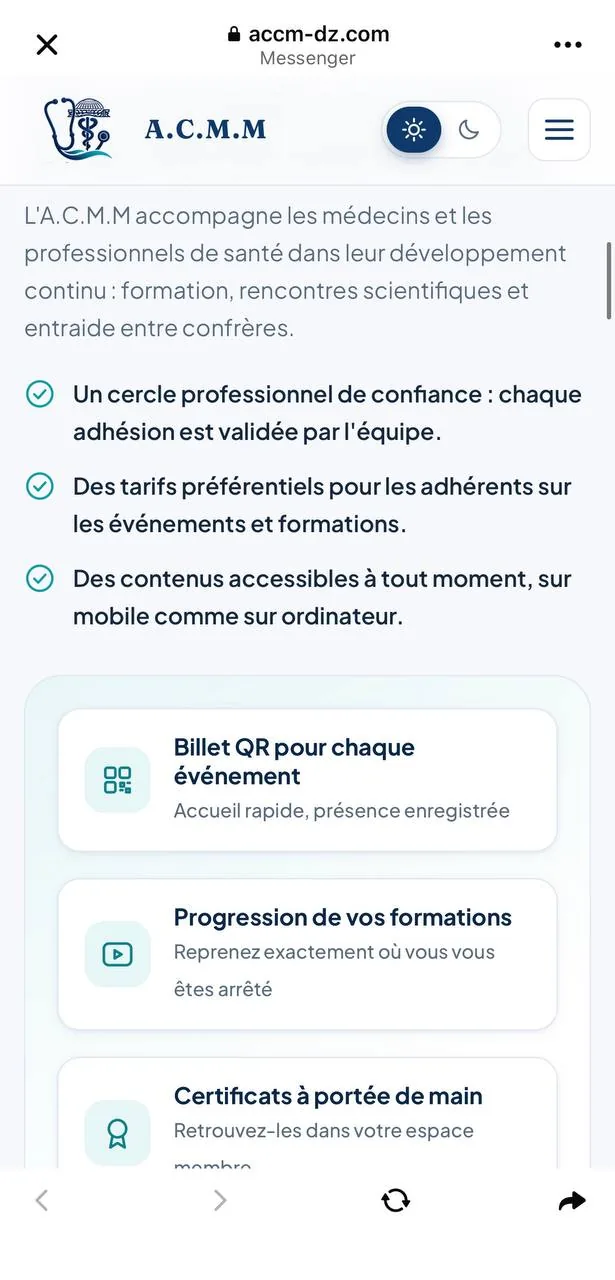 accm-dz.com
Messenger
A.C.M.M
L'A.C.M.M accompagne les médecins et les
professionnels de santé dans leur développement
continu : formation, rencontres scientifiques et
entraide entre confrères.
Un cercle professionnel de confiance : chaque
adhésion est validée par l'équipe.
Des tarifs préférentiels pour les adhérents sur
les événements et formations.
Des contenus accessibles à tout moment, sur
mobile comme sur ordinateur.
Billet QR pour chaque
événement
Accueil rapide, présence enregistrée
Progression de vos formations
Reprenez exactement où vous vous
êtes arrêté
Certificats à portée de main
Retrouvez-les dans votre espace
membre